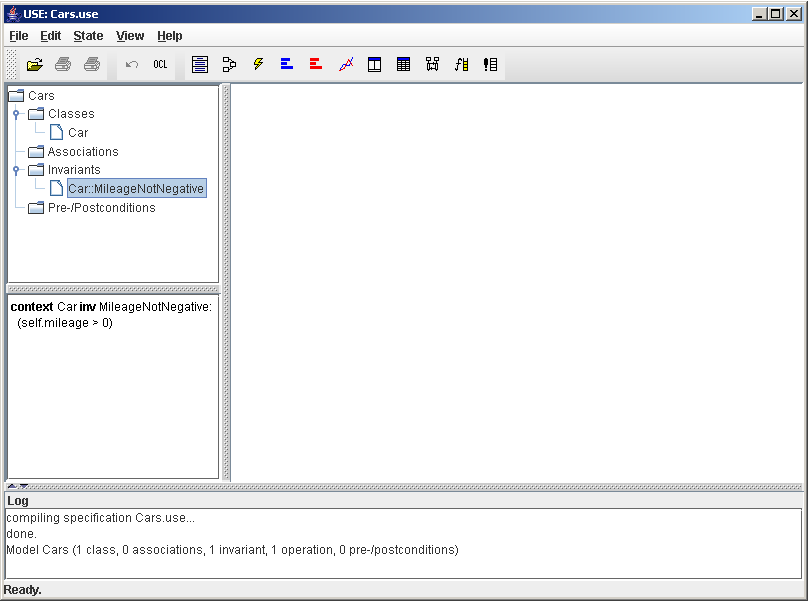 USE: Cars.use
File Edit State View Help
OCL
Cars
Classes
Car
Associations
Invariants
Car::MileageNotNegative
Pre-/Postconditions
context Car inv MileageNotNegative:
(self.mileage > 0)
Log
compiling specification Cars.use...
done.
Model Cars (1 class, 0 associations, 1 invariant, 1 operation, 0 pre-/postconditions)
Ready.